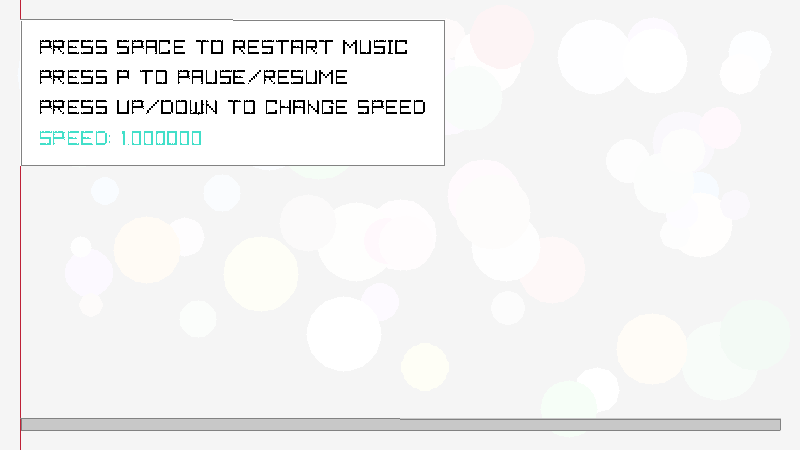 PRESS SPACE TO RESTART MUSIC
PRESS P TO PAUSE/RESUME
PRESS UP/DOWN TO CHANGE SPEED
SPEED: 1.000000